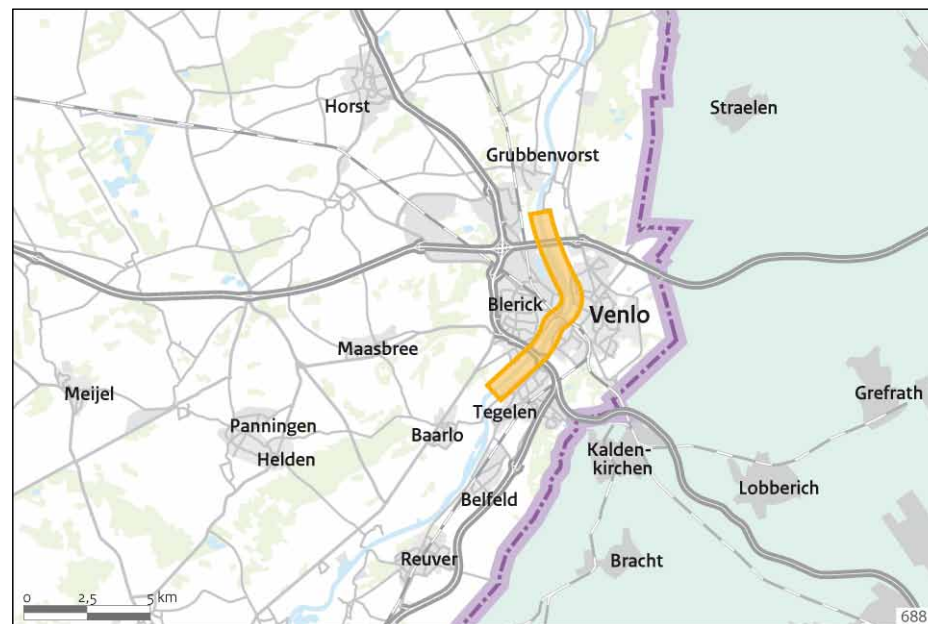 Horst
Straelen
Grubbenvorst
Blerick
Venlo
Maasbree
Meijel
Grefrath
Tegelen
Panningen
Baarlo
Helden
Kalden-
kirchen
Lobberich
Belfeld
Reuver
Bracht
0 2,5 5 km
688